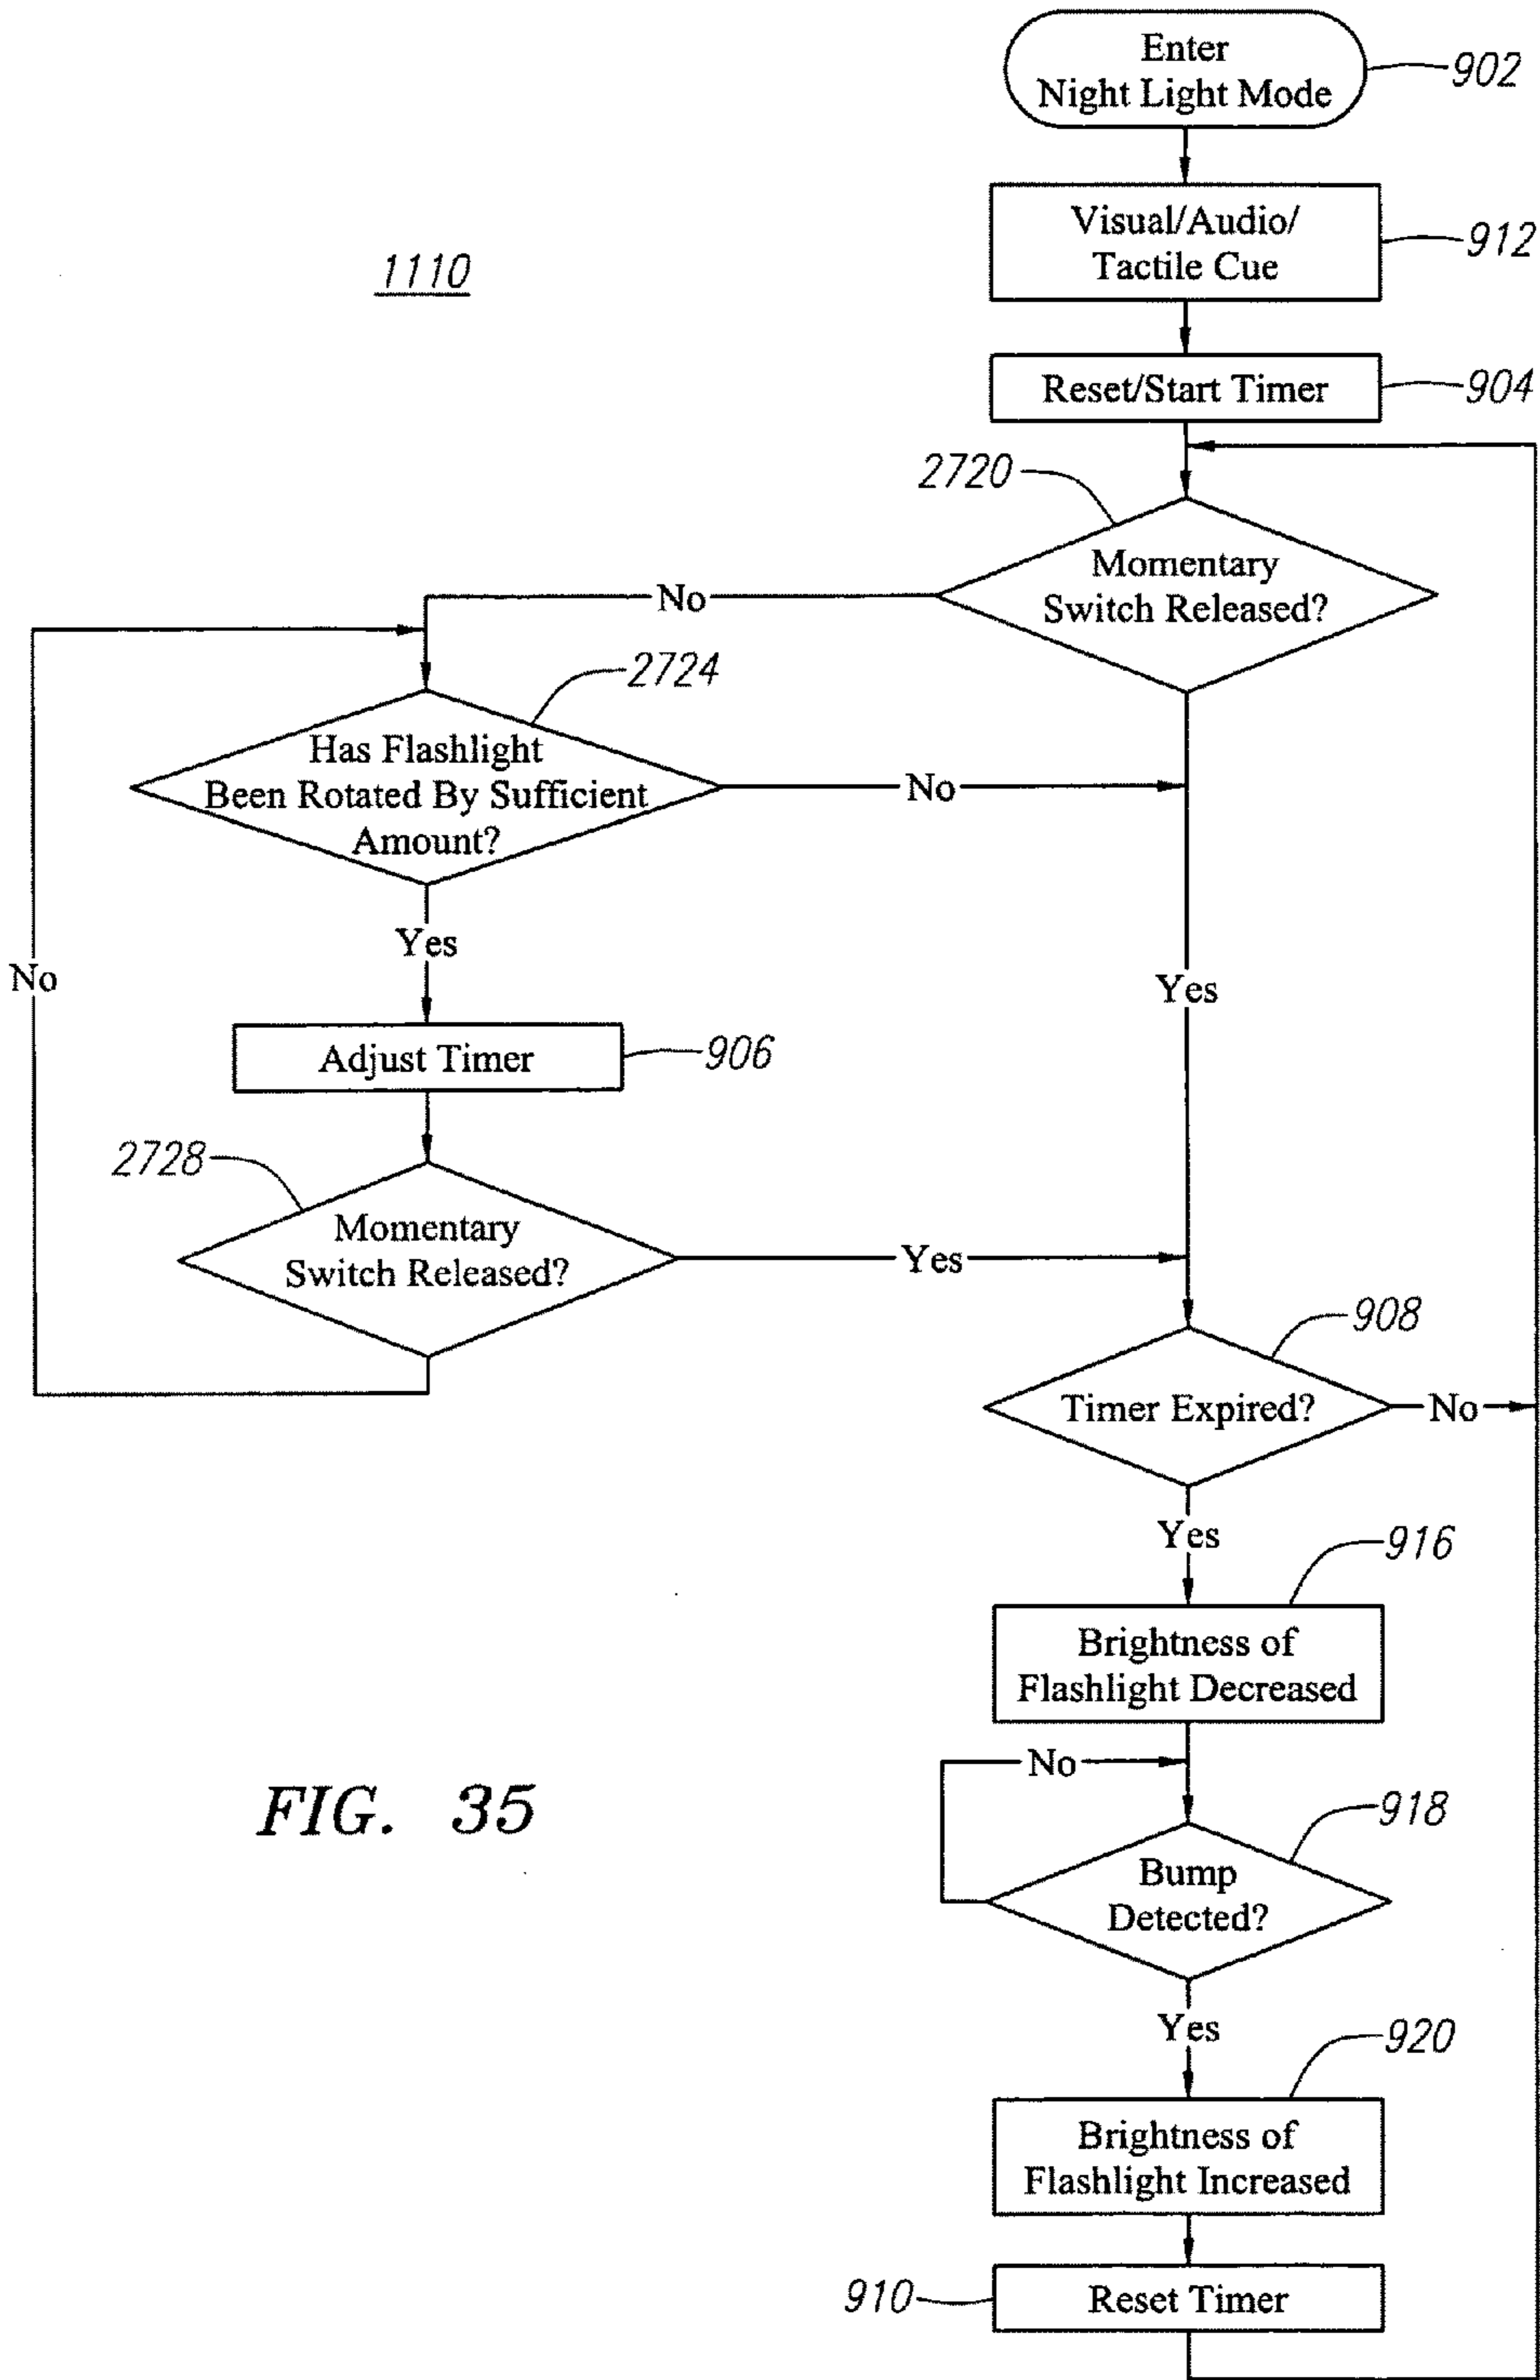 Enter
Night Light Mode
902
Visual/Audio/
Tactile Cue
912
1110
Reset/Start Timer
904
2720
Momentary
Switch Released?
No
2724
Has Flashlight
Been Rotated By Sufficient
Amount?
No
Yes
No
Yes
Adjust Timer
906
2728
Momentary
Switch Released?
Yes
908
Timer Expired?
No
Yes
916
Brightness of
Flashlight Decreased
No
918
Bump
Detected?
FIG. 35
Yes
920
Brightness of
Flashlight Increased
910
Reset Timer